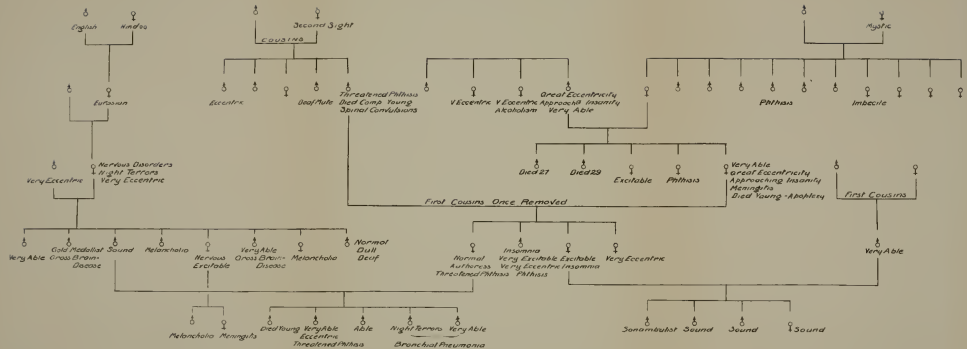 English Hindoo
Second Sight
Mystic
COUSINS
Eurasian
Eccentric
Deaf Mute
Threatened Phthisis
Died Comp Young
Spinal Convulsions
V Eccentric
V Eccentric
Alcoholism
Great Eccentricity
Approach'g Insanity
Very Able
Phthisis
Imbecile
Very Eccentric
Nervous Disorders
Night Terrors
Very Eccentric
Died 27
Died 29
Excitable
Phthisis
Very Able
Great Eccentricity
Approaching Insanity
Meningitis
Died Young - Apoplexy
First Cousins
First Cousins Once Removed
Very Able
Gold Medallist
Gross Brain-
Disease
Sound
Melancholia
Nervous
Excitable
Very Able
Gross Brain-
Disease
Melancholia
Normal
Dull
Deaf
Normal
Authoress
Threatened Phthisis
Insomnia
Very Excitable
Very Eccentric
Phthisis
Excitable
Insomnia
Very Eccentric
Very Able
Melancholia
Meningitis
Died Young
Very Able
Eccentric
Threatened Phthisis
Able
Night Terrors
Very Able
Bronchial Pneumonia
Sonambulist
Sound
Sound
Sound